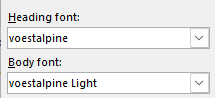 Heading font:
voestalpine
Body font:
voestalpine Light